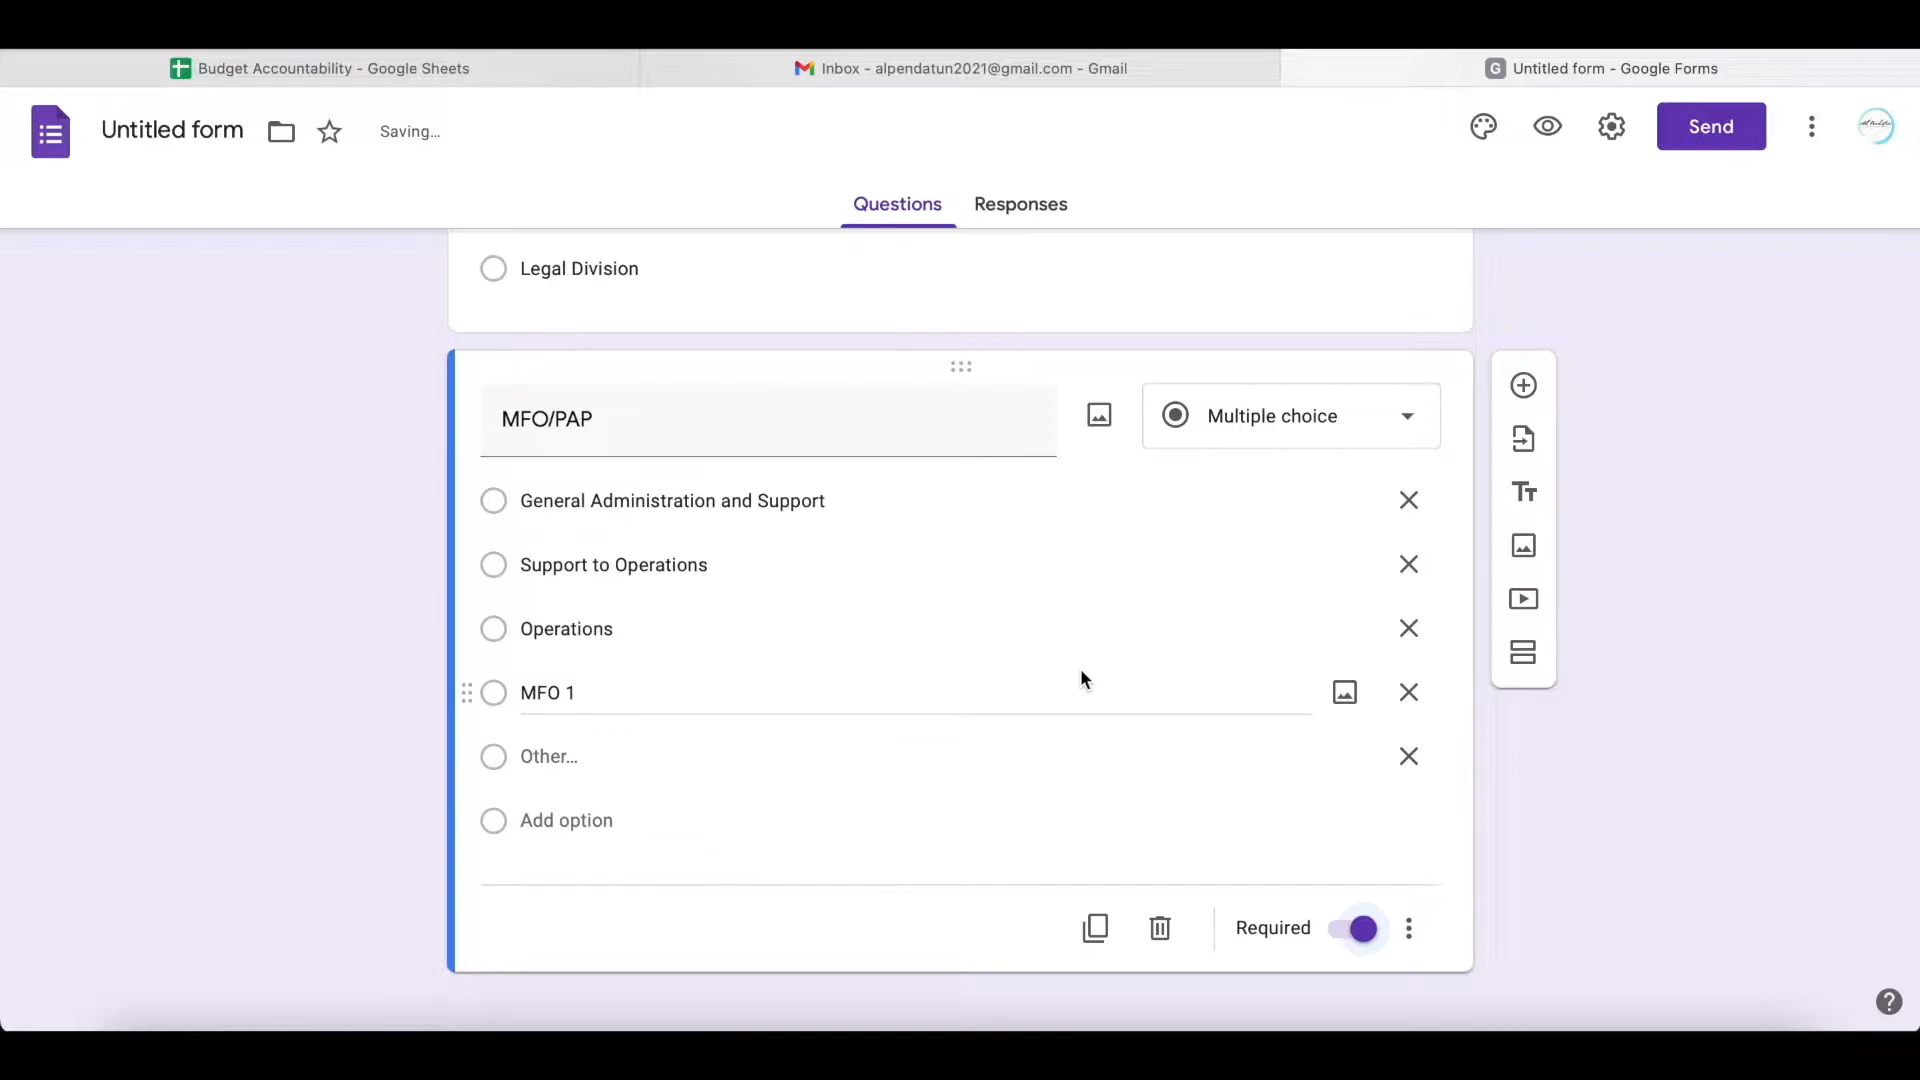 Budget Accountability - Google Sheets
Inbox - alpendatun2021@gmail.com - Gmail
G Untitled form - Google Forms
Untitled form
Saving...
Send
Questions
Responses
Legal Division
MFO/PAP
Multiple choice
General Administration and Support
Support to Operations
Operations
MFO 1
Other...
Add option
Required